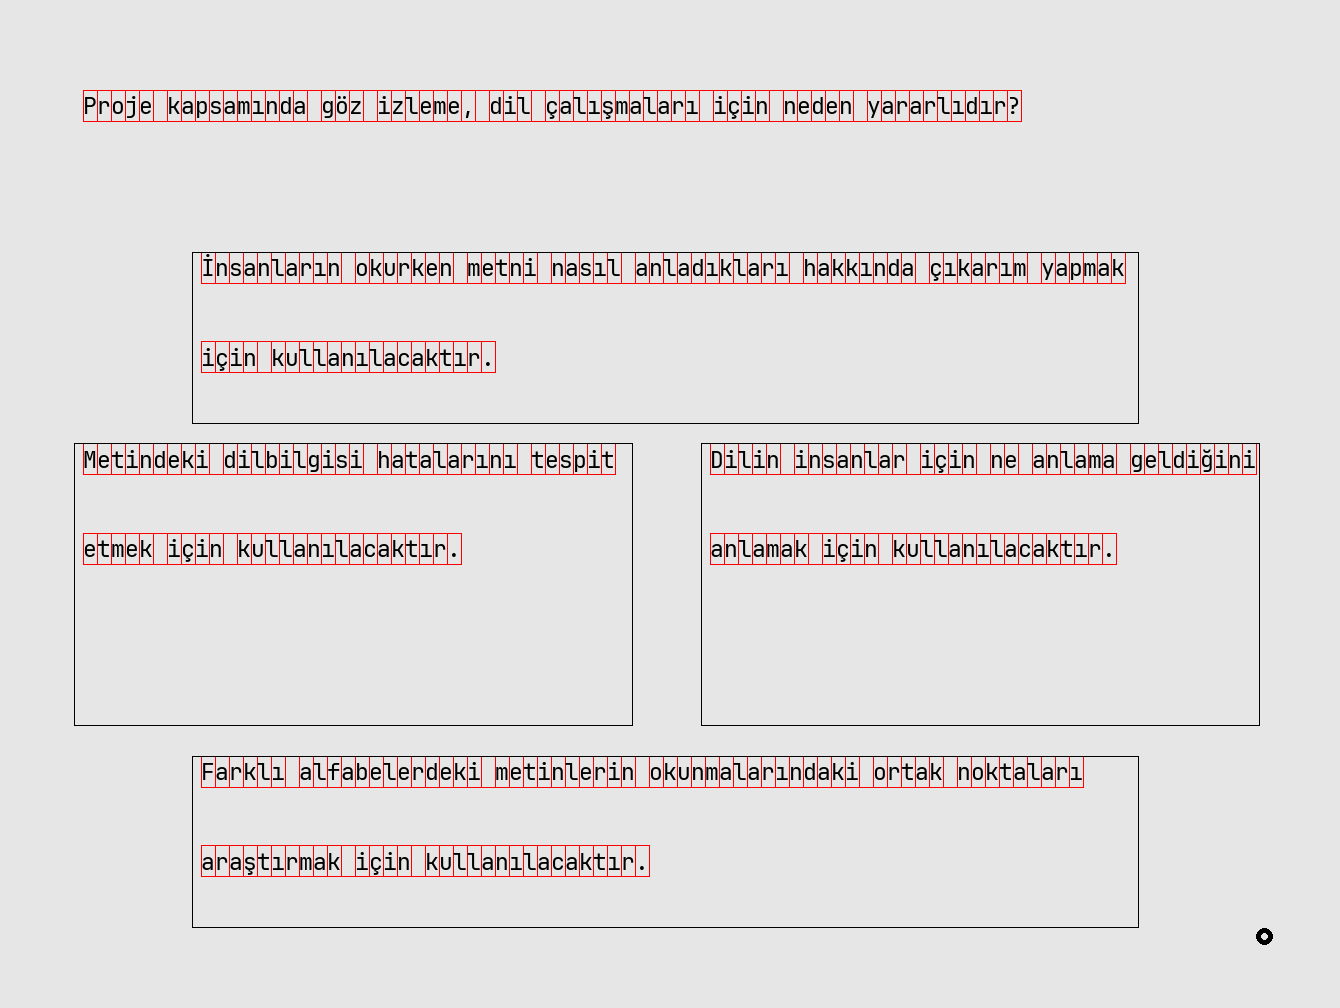 Proje kapsamında göz izleme, dil çalışmaları için neden yararlıdır?
İnsanların okurken metni nasıl anladıkları hakkında çıkarım yapmak
için kullanılacaktır.
Metindeki dilbilgisi hatalarını tespit
etmek için kullanılacaktır.
Dilin insanlar için ne anlama geldiğini
anlamak için kullanılacaktır.
Farklı alfabelerdeki metinlerin okunmalarındaki ortak noktaları
araştırmak için kullanılacaktır.